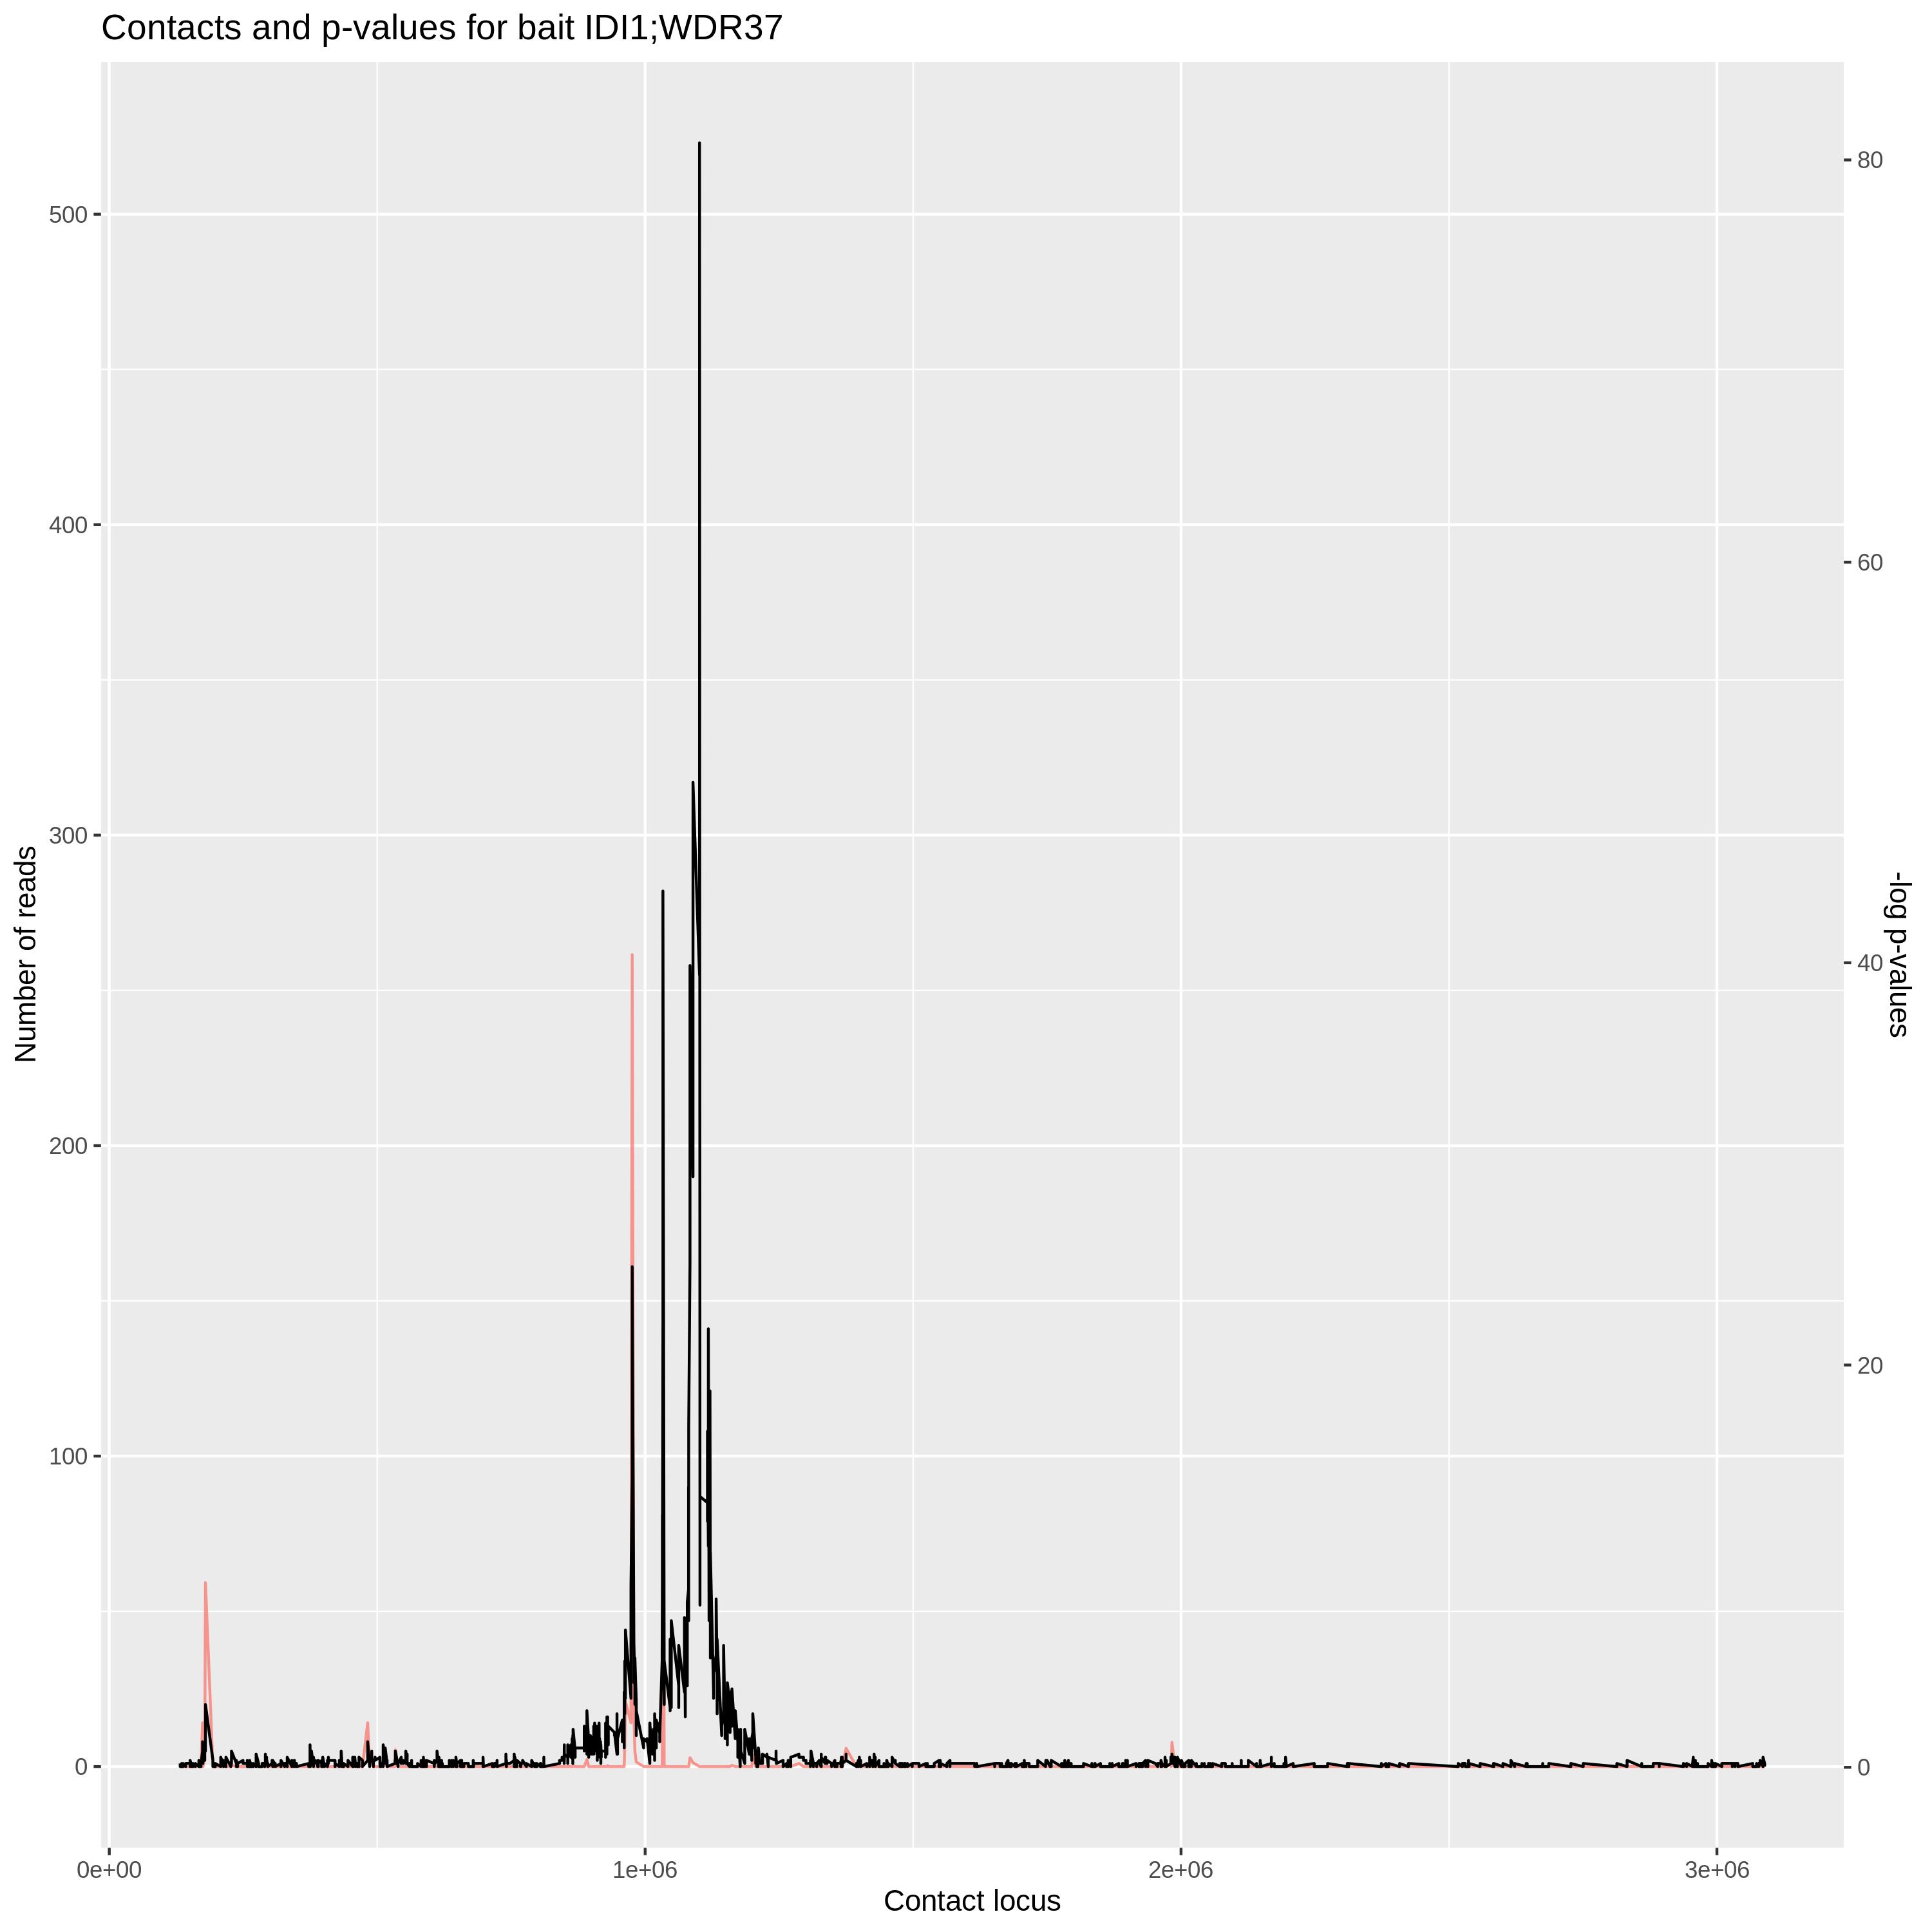 Contacts and p-values for bait IDI1;WDR37
80
500
60
400
300
Number of reads
-log p-values
40
200
20
100
0
0
0e+00
1e+06
2e+06
3e+06
Contact locus